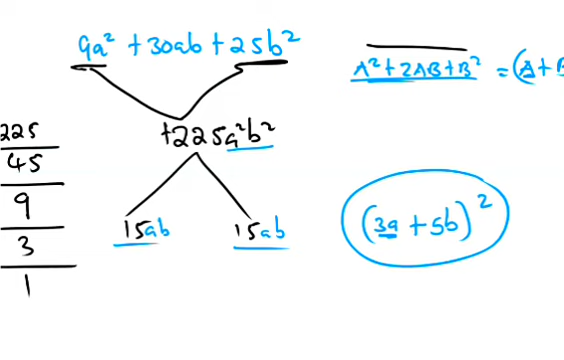 9a² + 30ab + 25b²
A² + 2AB + B² = (A + B
+225a²b²
225
45
9
3
1
15ab 15ab
(3a + 5b)²